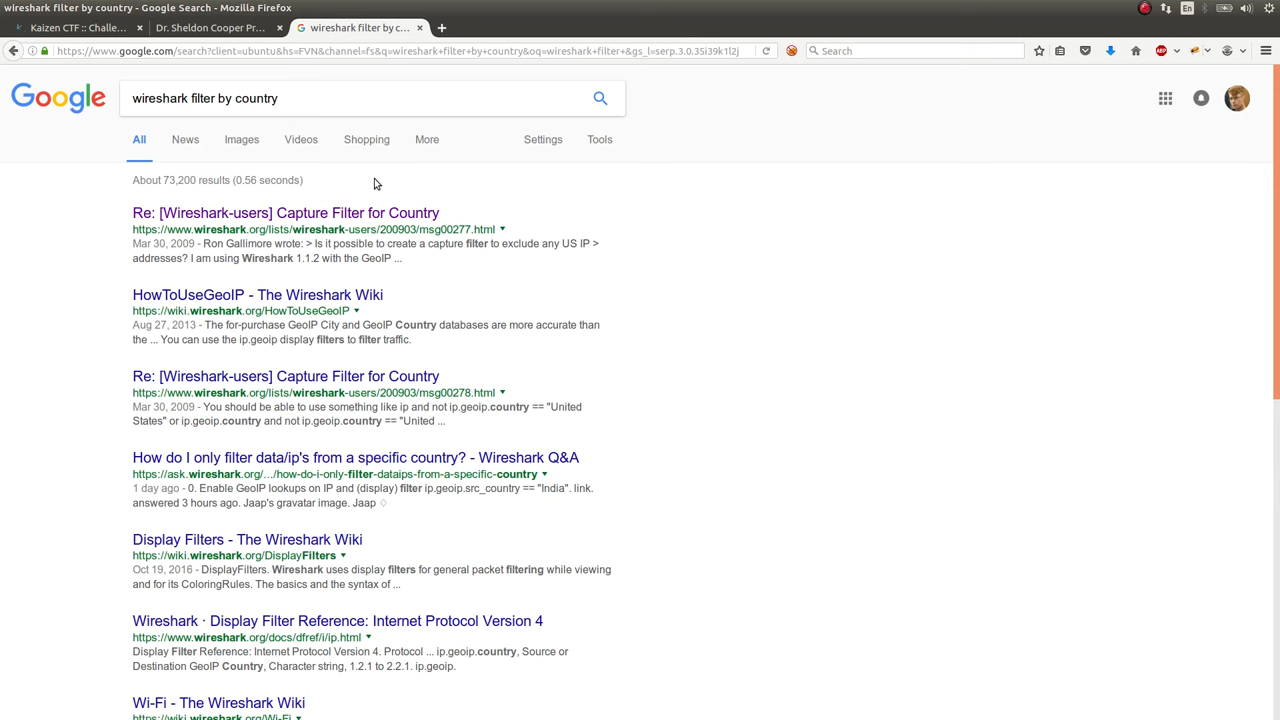 wireshark filter by country - Google Search - Mozilla Firefox
En
Kaizen CTF :: Challe...
Dr. Sheldon Cooper Pr...
G wireshark filter by c...
https://www.google.com/search?client=ubuntu&hs=FVN&channel=fs&q=wireshark+filter+by+country&oq=wireshark+filter+&gs_l=serp.3.0.35i39k1l2j
Search
ABP
Google
wireshark filter by country
All
News
Images
Videos
Shopping
More
Settings
Tools
About 73,200 results (0.56 seconds)
Re: [Wireshark-users] Capture Filter for Country
https://www.wireshark.org/lists/wireshark-users/200903/msg00277.html
Mar 30, 2009 - Ron Gallimore wrote: > Is it possible to create a capture filter to exclude any US IP >
addresses? I am using Wireshark 1.1.2 with the GeoIP ...
HowToUseGeoIP - The Wireshark Wiki
https://wiki.wireshark.org/HowToUseGeoIP
Aug 27, 2013 - The for-purchase GeoIP City and GeoIP Country databases are more accurate than
the ... You can use the ip.geoip display filters to filter traffic.
Re: [Wireshark-users] Capture Filter for Country
https://www.wireshark.org/lists/wireshark-users/200903/msg00278.html
Mar 30, 2009 - You should be able to use something like ip and not ip.geoip.country == "United
States" or ip.geoip.country and not ip.geoip.country == "United ...
How do I only filter data/ip's from a specific country? - Wireshark Q&A
https://ask.wireshark.org/.../how-do-i-only-filter-dataips-from-a-specific-country
1 day ago - 0. Enable GeoIP lookups on IP and (display) filter ip.geoip.src_country == "India". link.
answered 3 hours ago. Jaap's gravatar image. Jaap ♢
Display Filters - The Wireshark Wiki
https://wiki.wireshark.org/DisplayFilters
Oct 19, 2016 - DisplayFilters. Wireshark uses display filters for general packet filtering while viewing
and for its ColoringRules. The basics and the syntax of ...
Wireshark · Display Filter Reference: Internet Protocol Version 4
https://www.wireshark.org/docs/dfref/i/ip.html
Display Filter Reference: Internet Protocol Version 4. Protocol ... ip.geoip.country, Source or
Destination GeoIP Country, Character string, 1.2.1 to 2.2.1. ip.geoip.
Wi-Fi - The Wireshark Wiki
https://wiki.wireshark.org/Wi-Fi